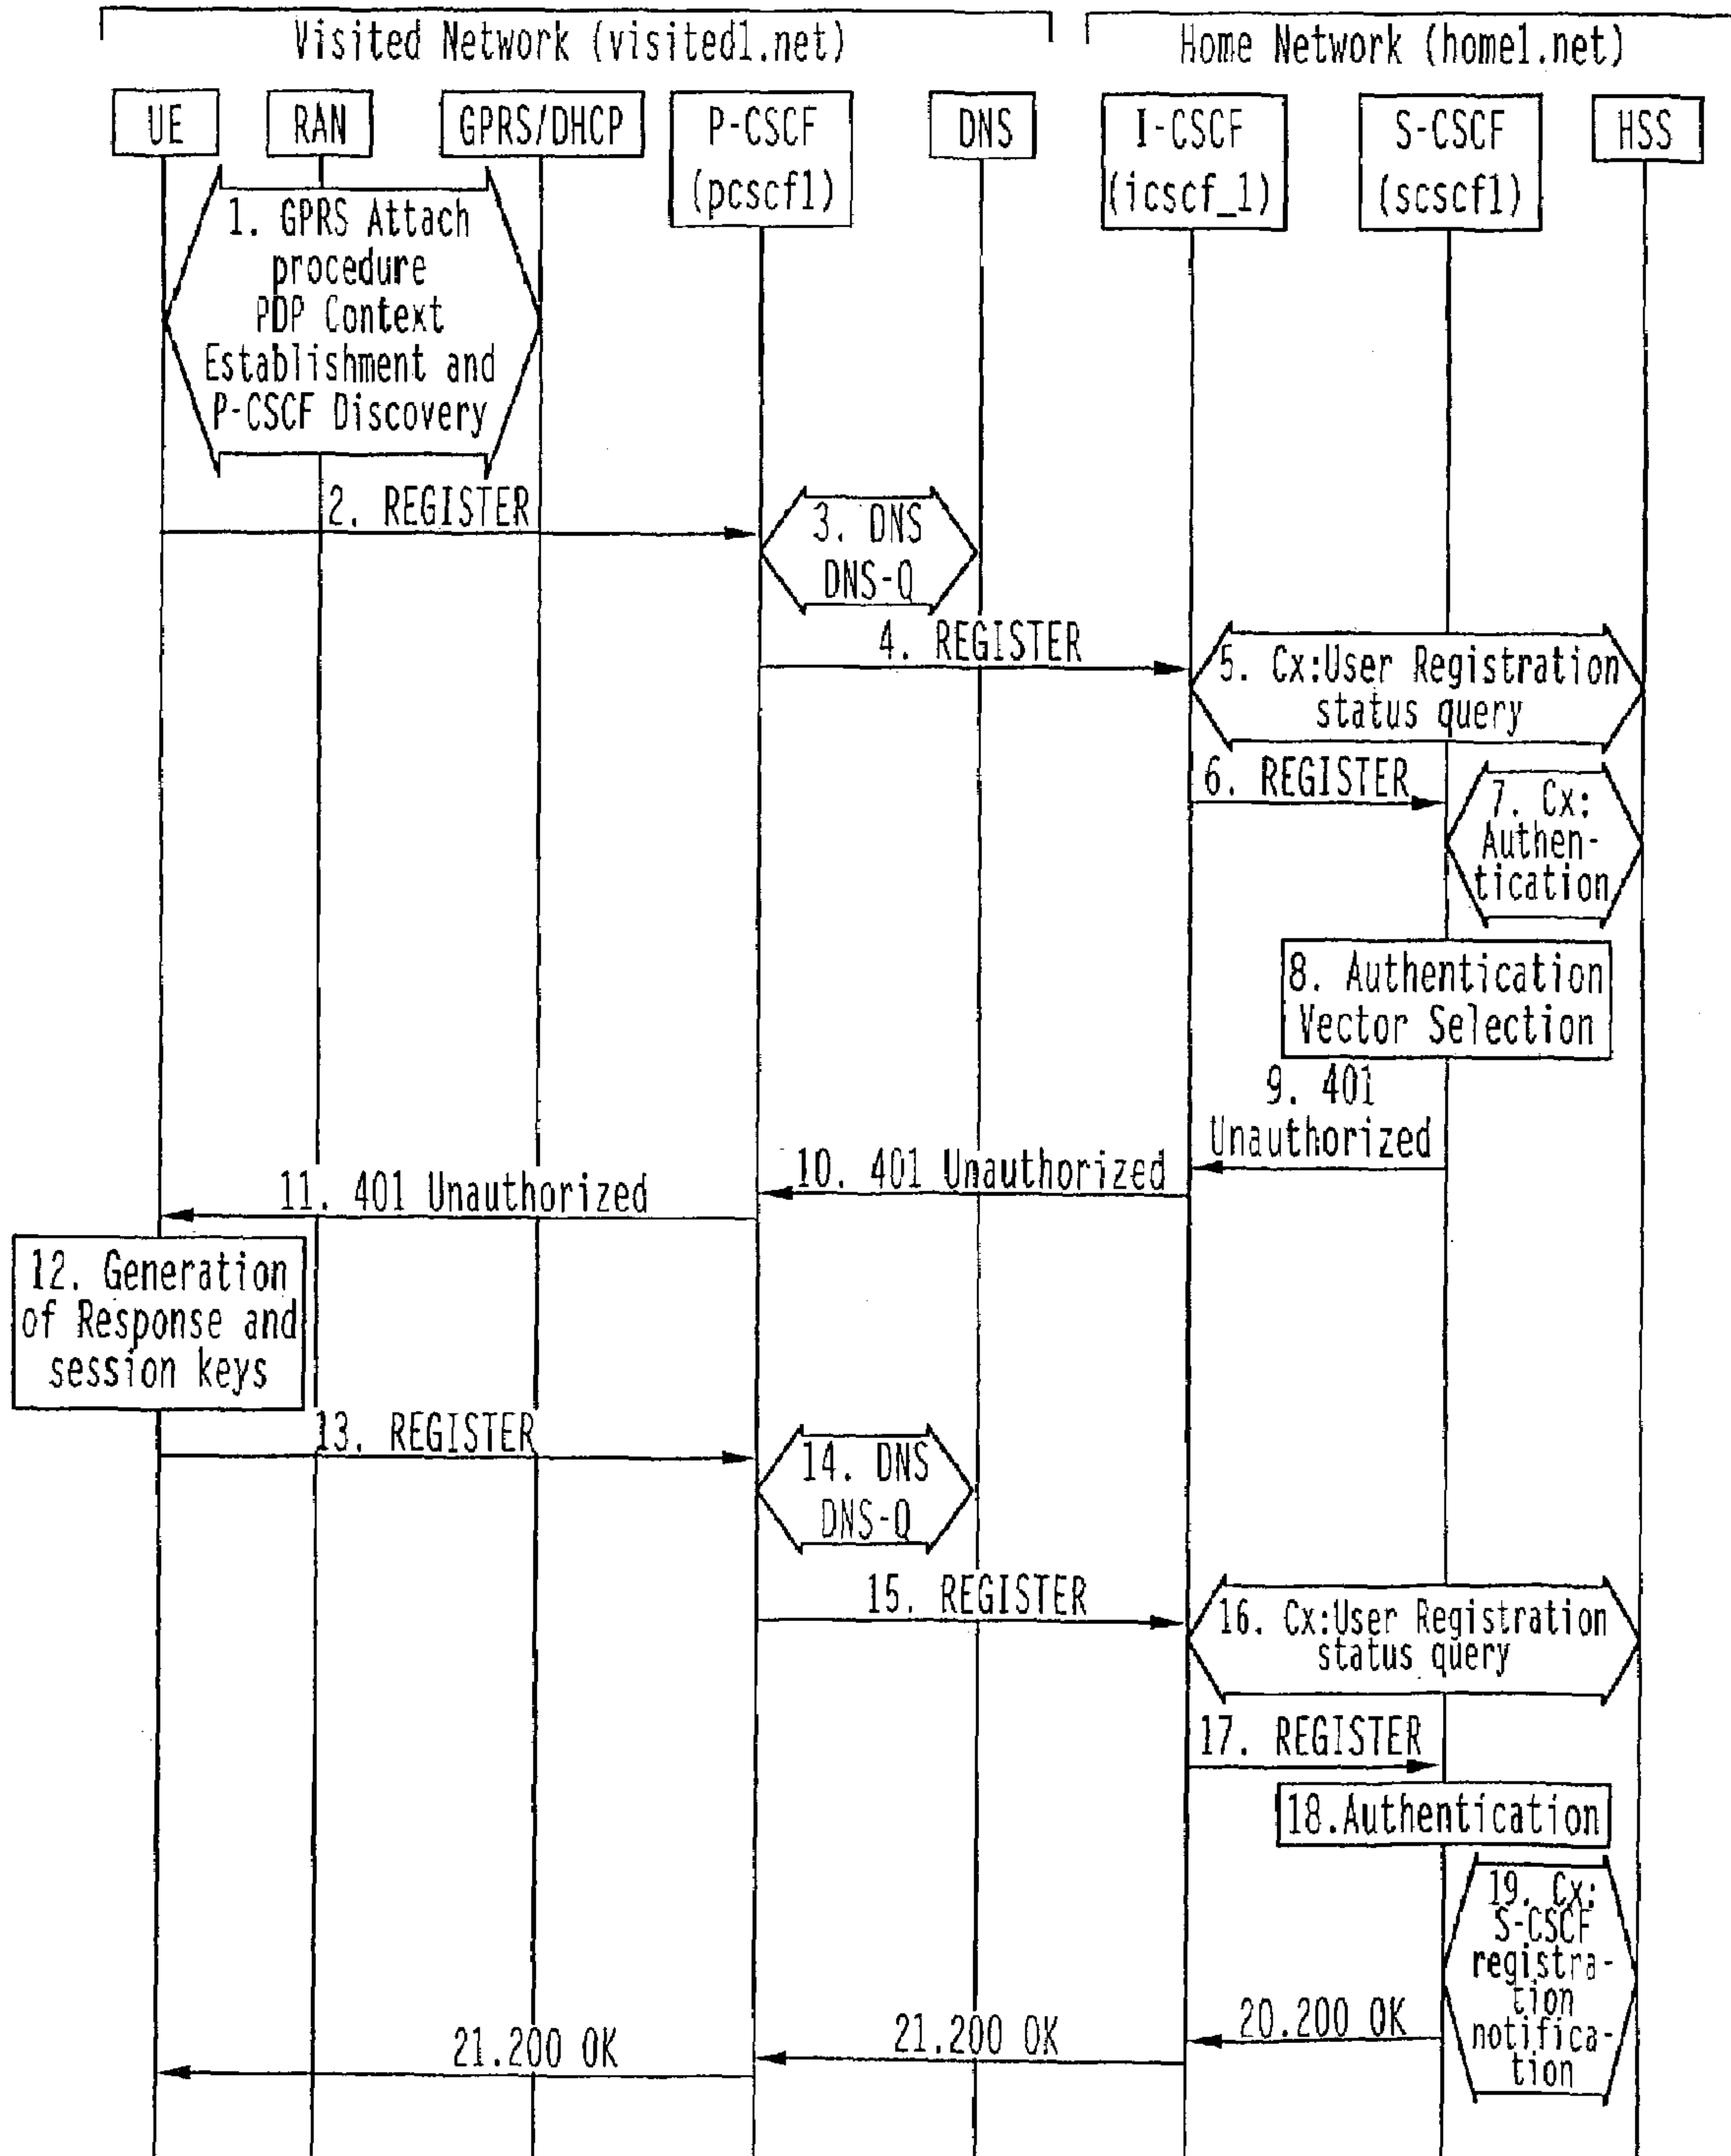 Visited Network (visited1.net)
Home Network (home1.net)
UE
RAN
GPRS/DHCP
P-CSCF
(pcscf1)
DNS
I-CSCF
(icscf_1)
S-CSCF
(scscf1)
HSS
1. GPRS Attach
procedure
PDP Context
Establishment and
P-CSCF Discovery
2. REGISTER
3. DNS
DNS-Q
4. REGISTER
5. Cx:User Registration
status query
6. REGISTER
7. Cx:
Authen-
tication
8. Authentication
Vector Selection
9. 401
Unauthorized
10. 401 Unauthorized
11. 401 Unauthorized
12. Generation
of Response and
session keys
13. REGISTER
14. DNS
DNS-Q
15. REGISTER
16. Cx:User Registration
status query
17. REGISTER
18.Authentication
19. Cx:
S-CSCF
registra-
tion
notifica-
tion
20.200 OK
21.200 OK
21.200 OK